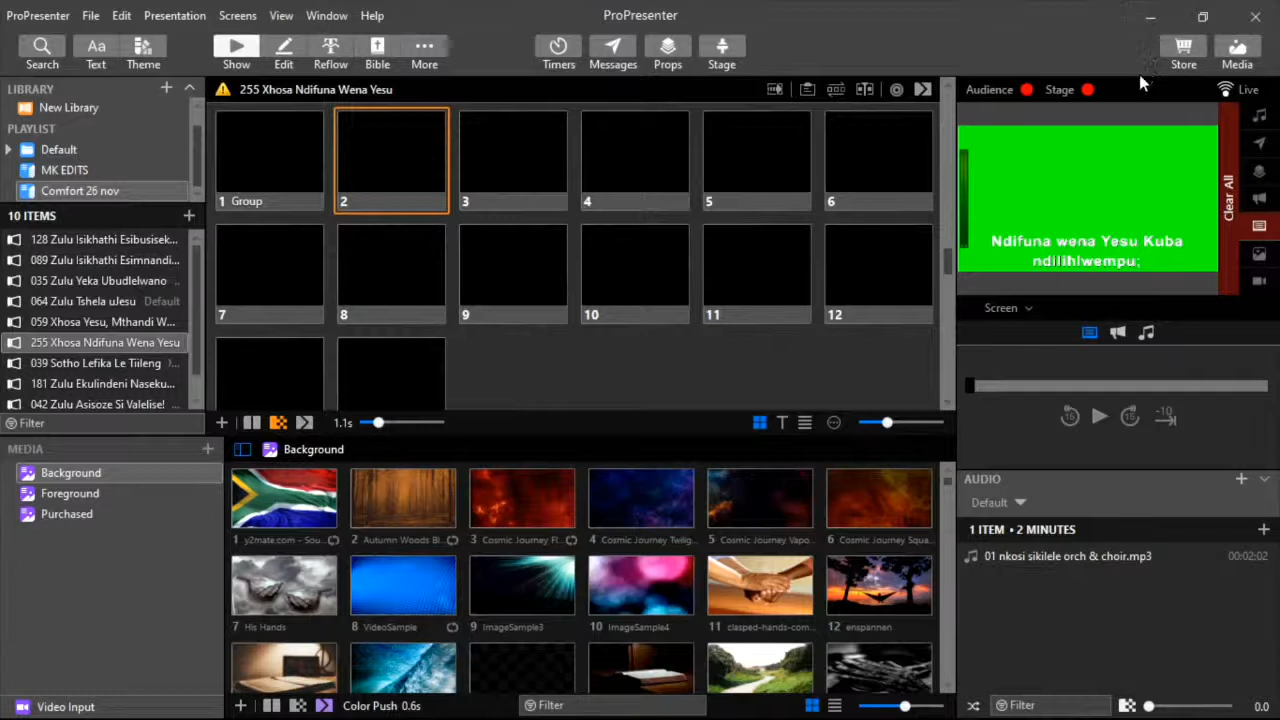 ProPresenter File Edit Presentation Screens View Window Help ProPresenter
Search Text Theme Show Edit Reflow Bible More Timers Messages Props Stage Store Media
LIBRARY
New Library
PLAYLIST
Default
MK EDITS
Comfort 26 nov
10 ITEMS
128 Zulu Isikhathi Esibusisek...
089 Zulu Isikhathi Esimnandi...
035 Zulu Yeka Ubudlelwano ...
064 Zulu Tshela uJesu Default
059 Xhosa Yesu, Mthandi W...
255 Xhosa Ndifuna Wena Yesu
039 Sotho Lefika Le Tiileng
181 Zulu Ekulindeni Naseku...
042 Zulu Asisoze Si Valelise! ...
Filter
255 Xhosa Ndifuna Wena Yesu
1 Group 2 3 4 5 6
7 8 9 10 11 12
1.1s
Audience Stage Live
Ndifuna wena Yesu Kuba
ndilihlwempu;
Clear All
Screen
15 15 -10
MEDIA
Background
Foreground
Purchased
Video Input
Background
1 y2mate.com - Sou... 2 Autumn Woods Bl... 3 Cosmic Journey Fl... 4 Cosmic Journey Twilig... 5 Cosmic Journey Vapo... 6 Cosmic Journey Squa...
7 His Hands 8 VideoSample 9 ImageSample3 10 ImageSample4 11 clasped-hands-com... 12 enspannen
Color Push 0.6s Filter
AUDIO
Default
1 ITEM • 2 MINUTES
01 nkosi sikilele orch & choir.mp3 00:02:02
Filter 0.0